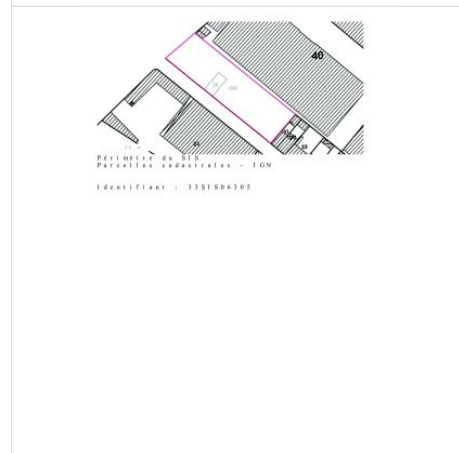 40
Périmètre du SIS
Parcelles cadastrales - IGN
Identifiant : 33SIS06305